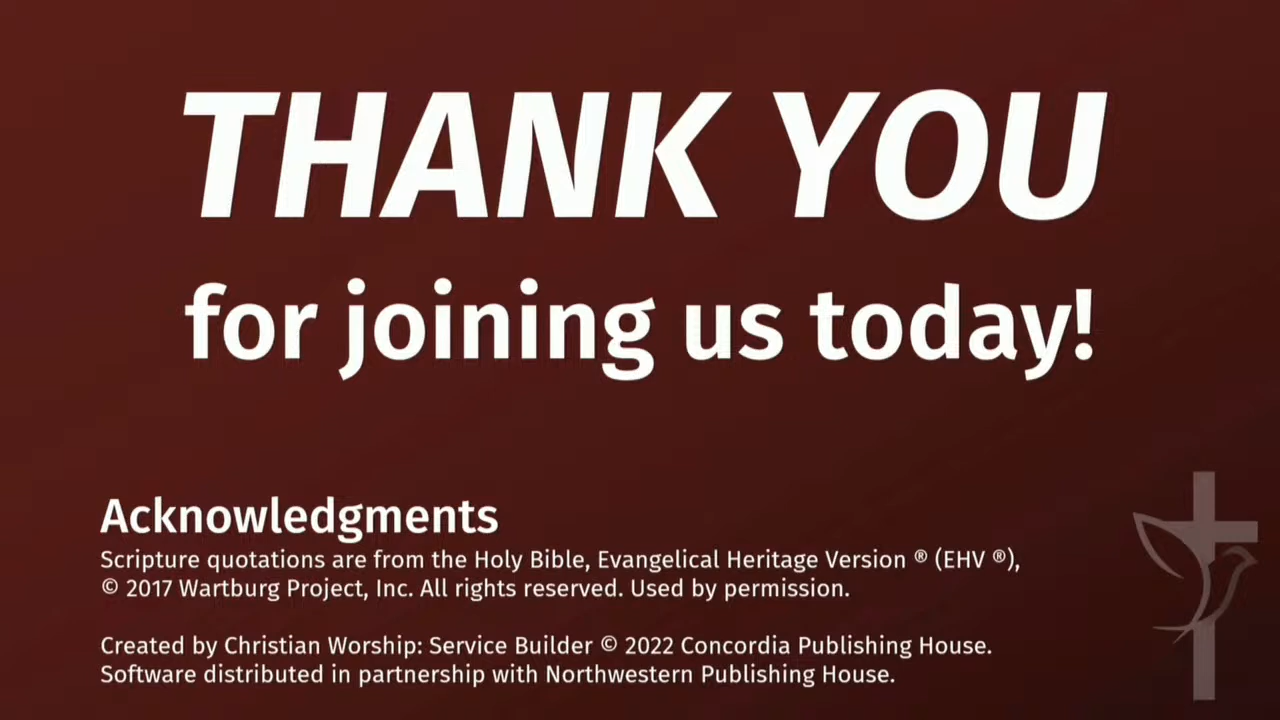 THANK YOU
for joining us today!
Acknowledgments
Scripture quotations are from the Holy Bible, Evangelical Heritage Version ® (EHV ®),
© 2017 Wartburg Project, Inc. All rights reserved. Used by permission.
Created by Christian Worship: Service Builder © 2022 Concordia Publishing House.
Software distributed in partnership with Northwestern Publishing House.